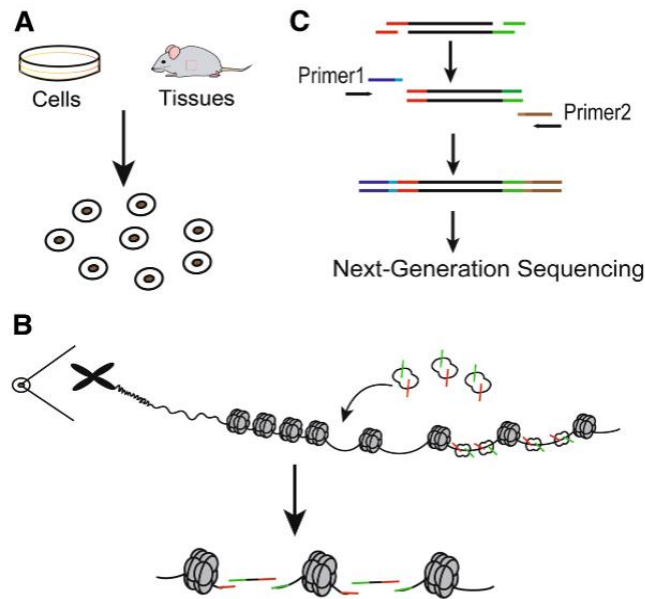 A
Cells
Tissues
C
Primer1
Primer2
Next-Generation Sequencing
B